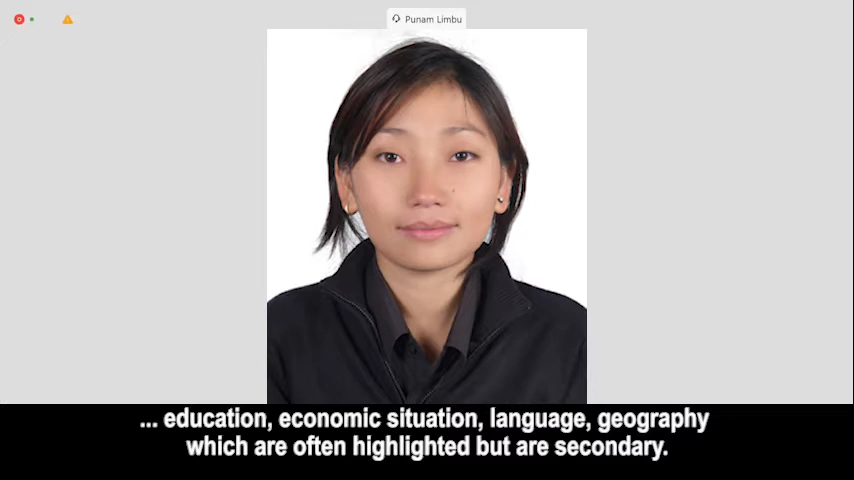 Punam Limbu
... education, economic situation, language, geography
which are often highlighted but are secondary.